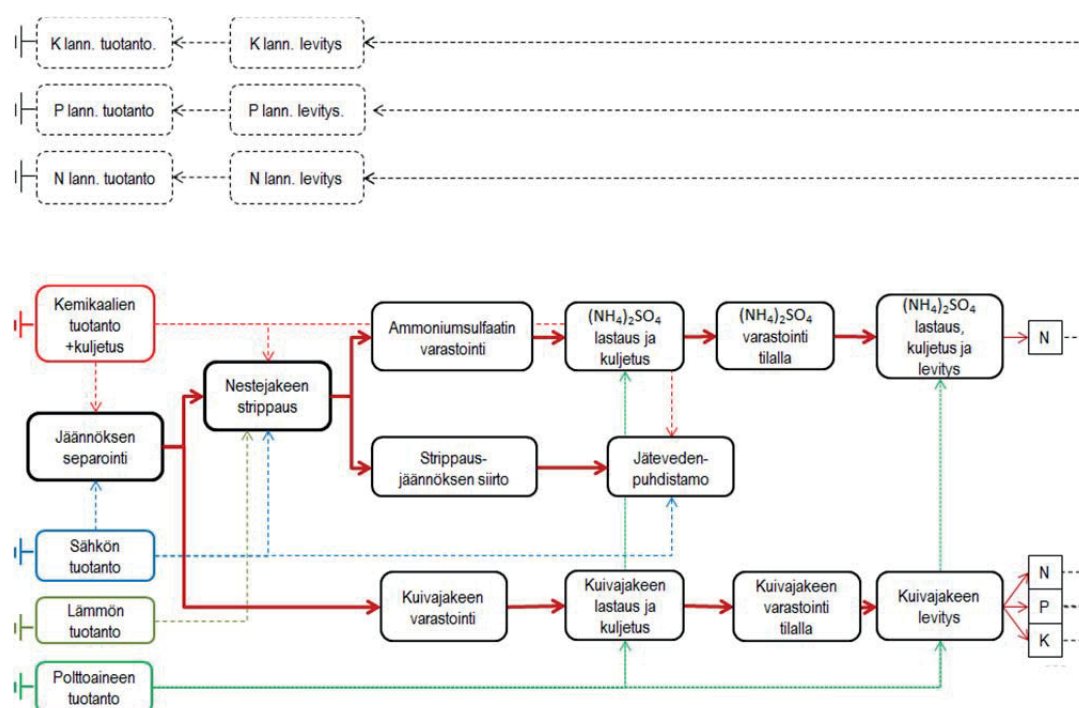 K lann. tuotanto.
K lann. levitys
P lann. tuotanto
P lann. levitys.
N lann. tuotanto
N lann. levitys
Kemikaalien
tuotanto
+kuljetus
Ammoniumsulfaatin
varastointi
(NH4)2SO4
lastaus ja
kuljetus
(NH4)2SO4
varastointi
tilalla
(NH4)2SO4
lastaus,
kuljetus ja
levitys
N
Nestejakeen
strippaus
Jäännöksen
separointi
Strippaus-
jäännöksen siirto
Jäteveden-
puhdistamo
Sähkön
tuotanto
Kuivajakeen
varastointi
Kuivajakeen
lastaus ja
kuljetus
Kuivajakeen
varastointi
tilalla
Kuivajakeen
levitys
N
P
K
Lämmön
tuotanto
Polttoaineen
tuotanto